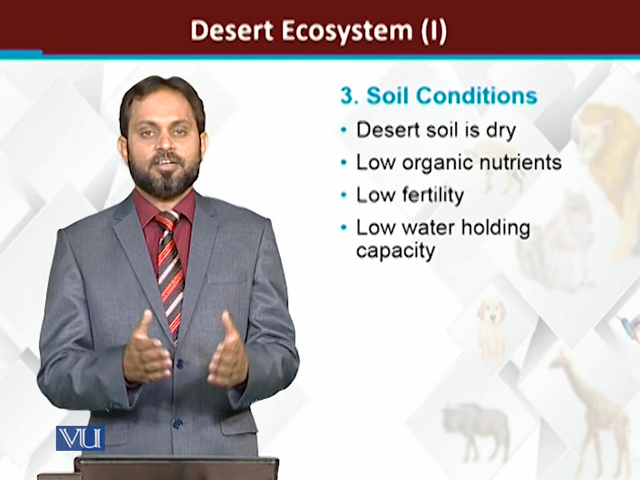 Desert Ecosystem (I)
3. Soil Conditions
• Desert soil is dry
• Low organic nutrients
• Low fertility
• Low water holding
capacity
VU